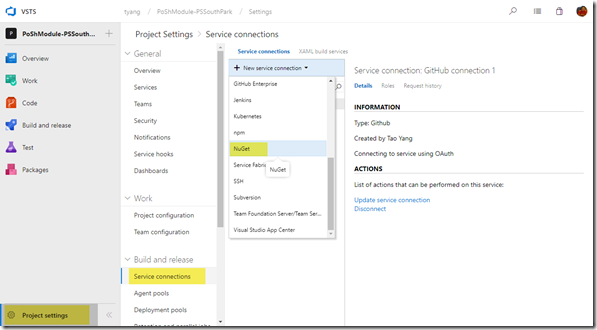 VSTS
tyang / PoShModule-PSSouthPark / Settings
P PoShModule-PSSouth...
Overview
Work
Code
Build and release
Test
Packages
Project settings
Project Settings > Service connections
General
Overview
Services
Teams
Security
Notifications
Service hooks
Dashboards
Work
Project configuration
Team configuration
Build and release
Service connections
Agent pools
Deployment pools
Service connections XAML build services
+ New service connection
GitHub Enterprise
Jenkins
Kubernetes
npm
NuGet
Service Fabric
NuGet
SSH
Subversion
Team Foundation Server/Team Ser...
Visual Studio App Center
Service connection: GitHub connection 1
Details Roles Request history
INFORMATION
Type: Github
Created by Tao Yang
Connecting to service using OAuth
ACTIONS
List of actions that can be performed on this service:
Update service connection
Disconnect